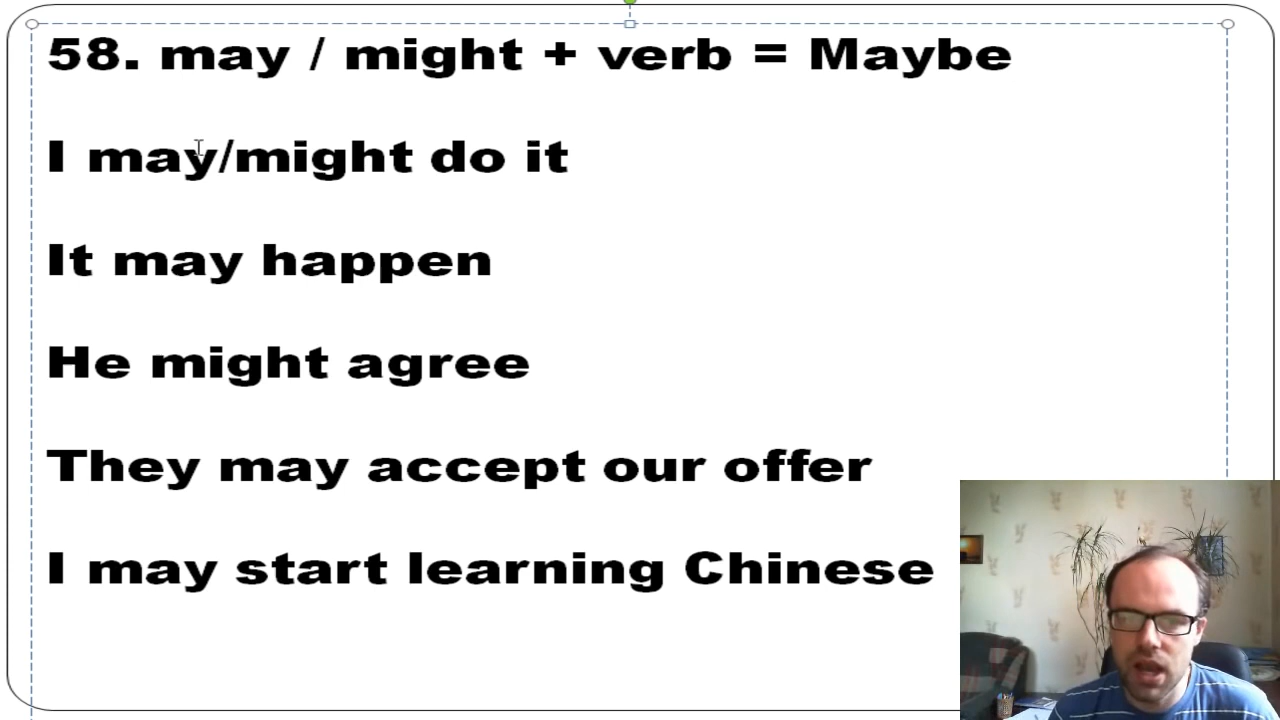 58. may / might + verb = Maybe
I may/might do it
It may happen
He might agree
They may accept our offer
I may start learning Chinese